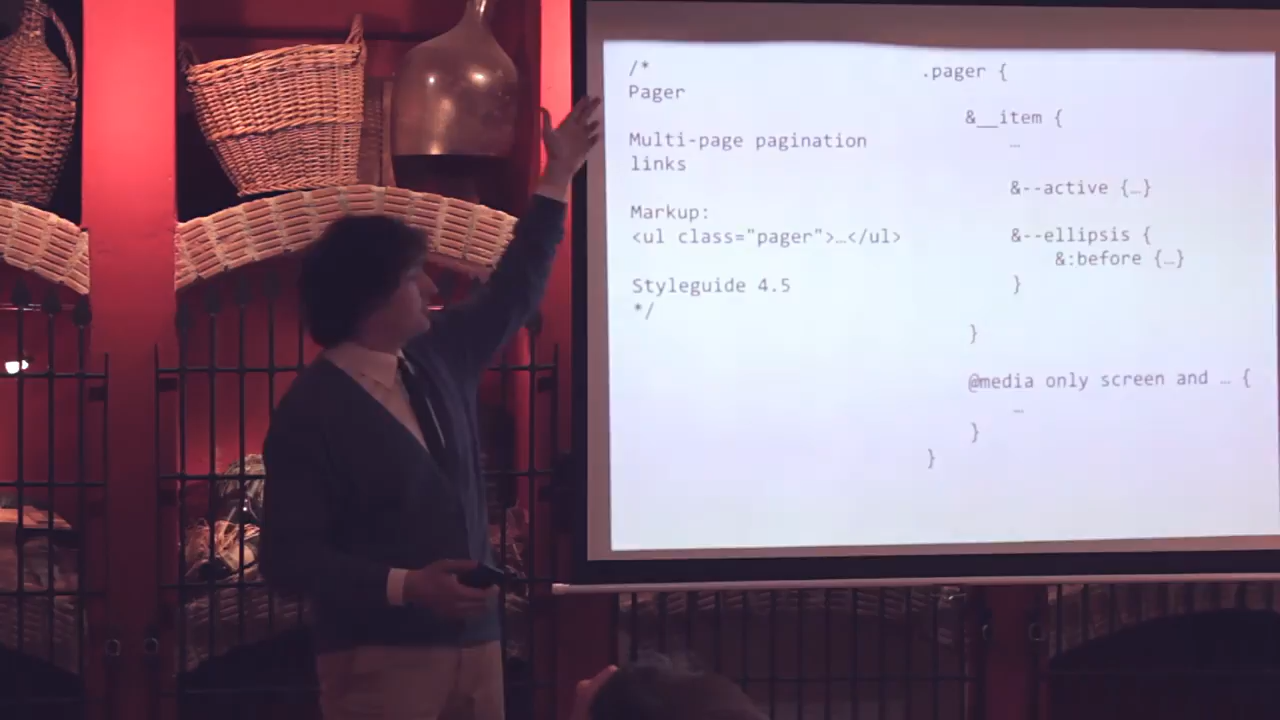 /*
Pager
Multi-page pagination
links
Markup:
<ul class="pager">…</ul>
Styleguide 4.5
*/
.pager {
&__item {
…
&--active {…}
&--ellipsis {
&:before {…}
}
}
@media only screen and … {
…
}
}